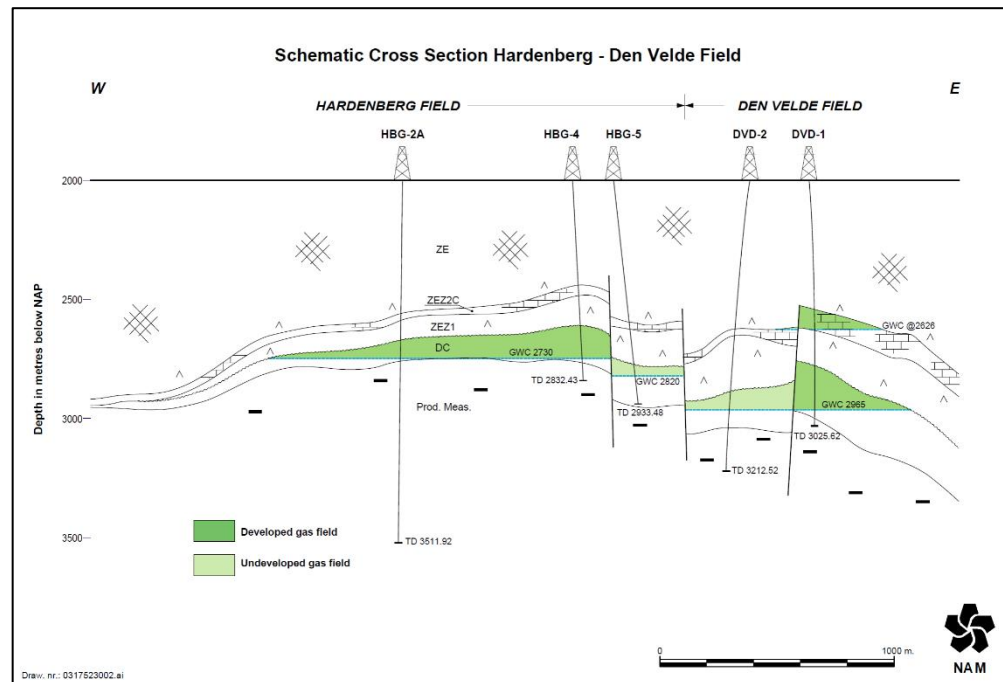 Schematic Cross Section Hardenberg - Den Velde Field
W
E
HARDENBERG FIELD
DEN VELDE FIELD
HBG-2A
HBG-4
HBG-5
DVD-2
DVD-1
2000
ZE
2500
ZEZ2C
GWC @2626
ZEZ1
DC
GWC 2730
GWC 2820
TD 2832.43
Prod. Meas.
TD 2933.48
GWC 2965
3000
TD 3025.62
TD 3212.52
Depth in metres below NAP
Developed gas field
3500
TD 3511.92
Undeveloped gas field
0
1000 m.
NAM
Draw. nr.: 0317523002.ai